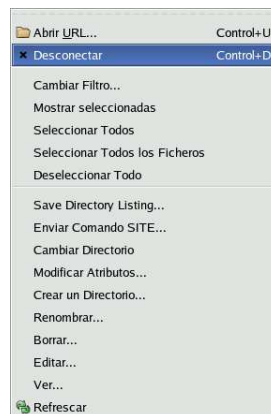 Abrir URL... Control+U
Desconectar Control+D
Cambiar Filtro...
Mostrar seleccionadas
Seleccionar Todos
Seleccionar Todos los Ficheros
Deseleccionar Todo
Save Directory Listing...
Enviar Comando SITE...
Cambiar Directorio
Modificar Atributos...
Crear un Directorio...
Renombrar...
Borrar...
Editar...
Ver...
Refrescar